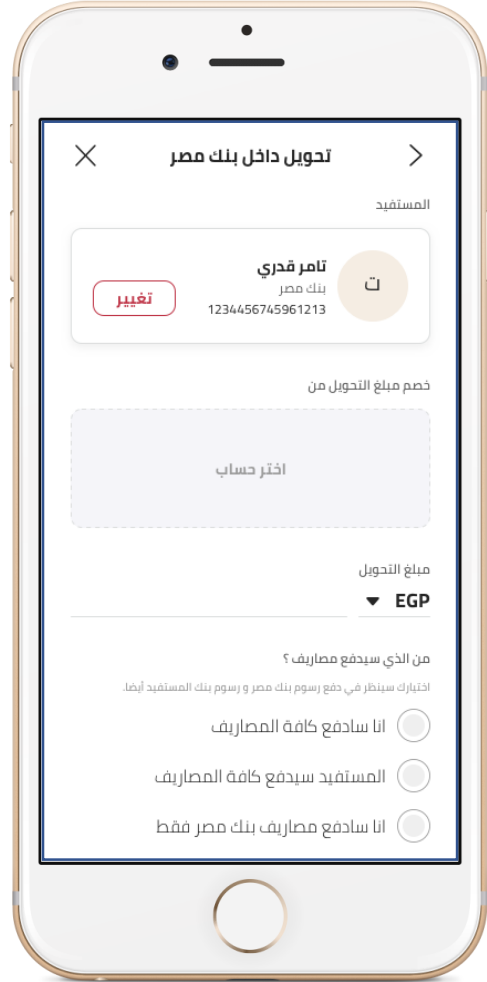 تحويل داخل بنك مصر
المستفيد
ت
تامر قدري
بنك مصر
1234456745961213
تغيير
خصم مبلغ التحويل من
اختر حساب
مبلغ التحويل
EGP
من الذي سيدفع مصاريف ؟
اختيارك سينظر في دفع رسوم بنك مصر و رسوم بنك المستفيد أيضا.
انا سادفع كافة المصاريف
المستفيد سيدفع كافة المصاريف
انا سادفع مصاريف بنك مصر فقط